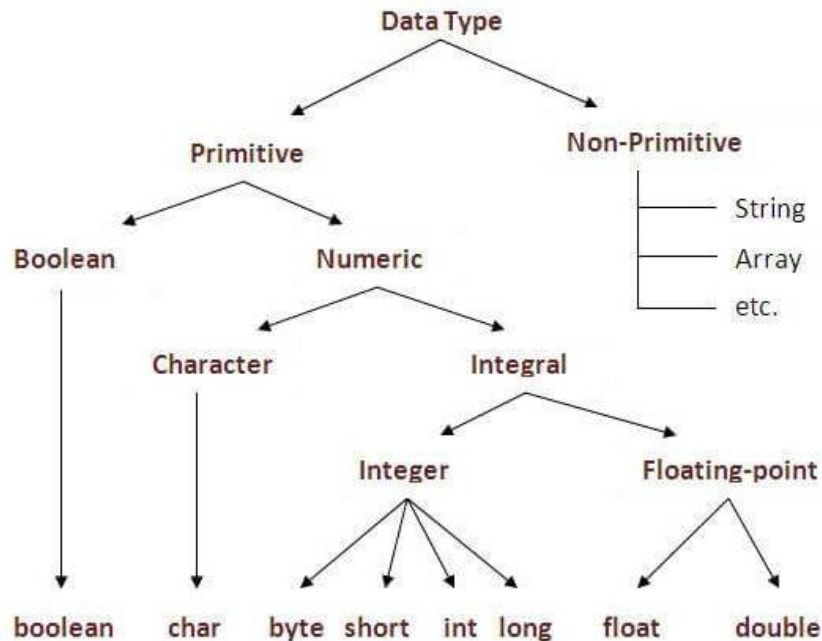 Data Type
Primitive
Non-Primitive
String
Boolean
Numeric
Array
etc.
Character
Integral
Integer
Floating-point
boolean char byte short int long float double